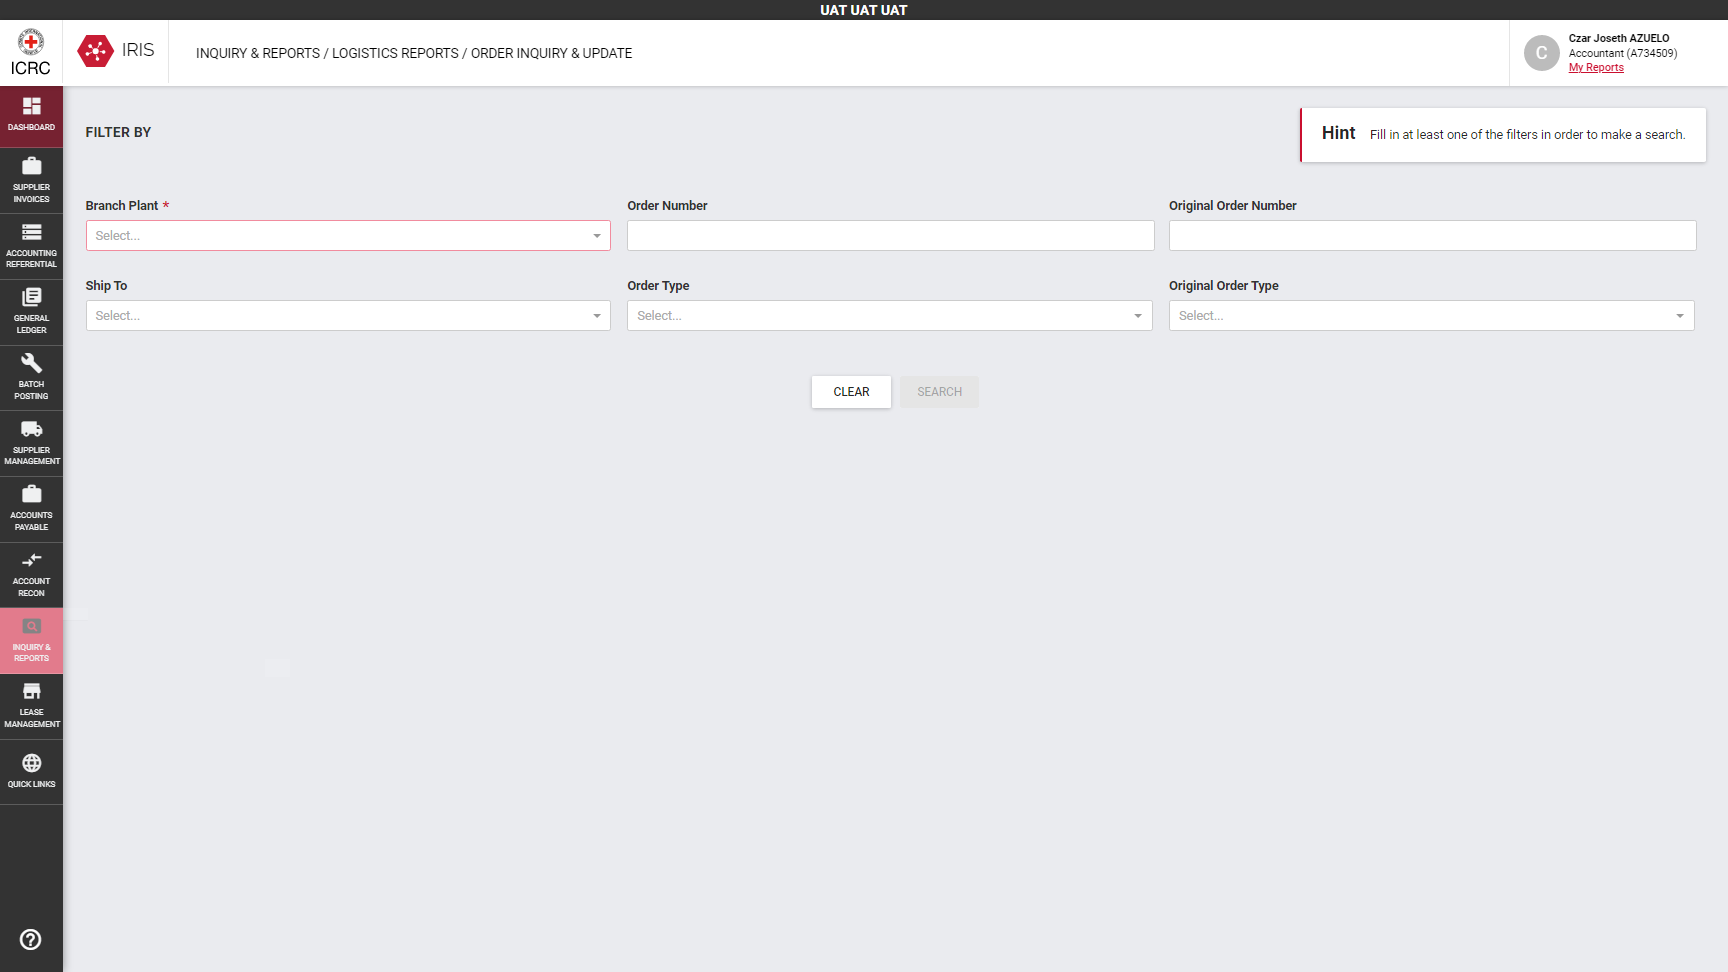 UAT UAT UAT
ICRC
IRIS
INQUIRY & REPORTS / LOGISTICS REPORTS / ORDER INQUIRY & UPDATE
C
Czar Joseth AZUELO
Accountant (A734509)
My Reports
DASHBOARD
SUPPLIER
INVOICES
ACCOUNTING
REFERENTIAL
GENERAL
LEDGER
BATCH
POSTING
SUPPLIER
MANAGEMENT
ACCOUNTS
PAYABLE
ACCOUNT
RECON
INQUIRY &
REPORTS
LEASE
MANAGEMENT
QUICK LINKS
FILTER BY
Hint Fill in at least one of the filters in order to make a search.
Branch Plant * Order Number Original Order Number
Select...
Ship To Order Type Original Order Type
Select... Select... Select...
CLEAR SEARCH